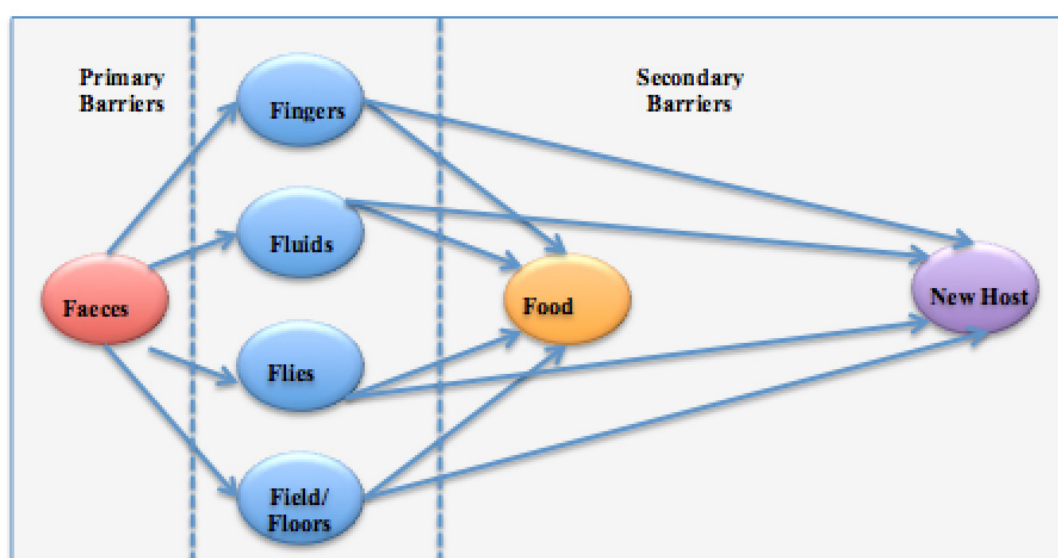 Primary
Barriers
Fingers
Secondary
Barriers
Fluids
Faeces
Food
New Host
Flies
Field/
Floors